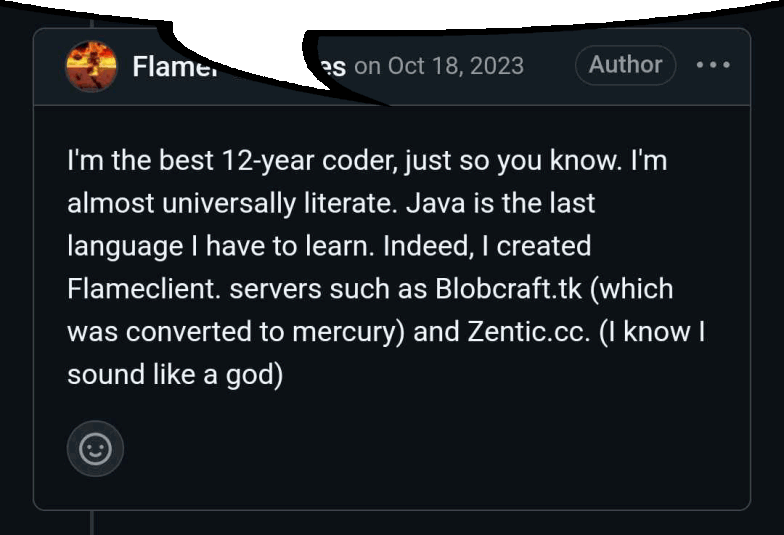 on Oct 18, 2023 Author
I'm the best 12-year coder, just so you know. I'm
almost universally literate. Java is the last
language I have to learn. Indeed, I created
Flameclient. servers such as Blobcraft.tk (which
was converted to mercury) and Zentic.cc. (I know I
sound like a god)